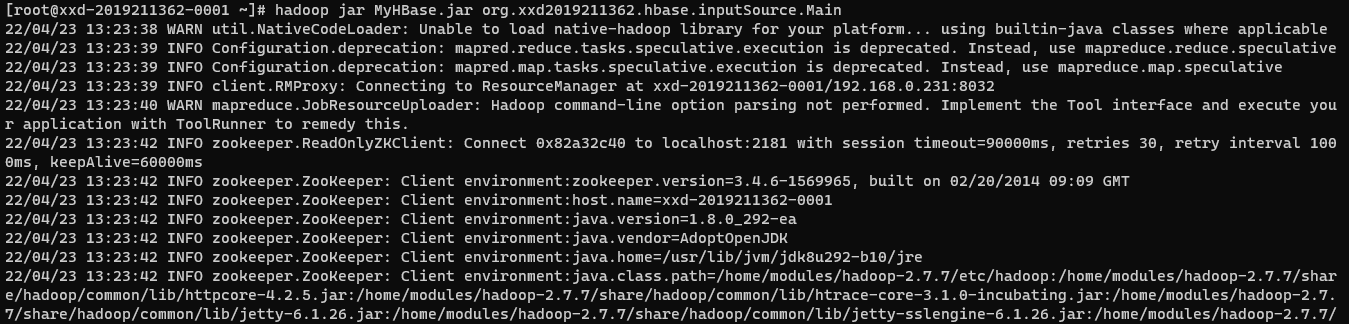 [root@xxd-2019211362-0001 ~]# hadoop jar MyHBase.jar org.xxd2019211362.hbase.inputSource.Main
22/04/23 13:23:38 WARN util.NativeCodeLoader: Unable to load native-hadoop library for your platform... using builtin-java classes where applicable
22/04/23 13:23:39 INFO Configuration.deprecation: mapred.reduce.tasks.speculative.execution is deprecated. Instead, use mapreduce.reduce.speculative
22/04/23 13:23:39 INFO Configuration.deprecation: mapred.map.tasks.speculative.execution is deprecated. Instead, use mapreduce.map.speculative
22/04/23 13:23:39 INFO client.RMProxy: Connecting to ResourceManager at xxd-2019211362-0001/192.168.0.231:8032
22/04/23 13:23:40 WARN mapreduce.JobResourceUploader: Hadoop command-line option parsing not performed. Implement the Tool interface and execute you
r application with ToolRunner to remedy this.
22/04/23 13:23:42 INFO zookeeper.ReadOnlyZKClient: Connect 0x82a32c40 to localhost:2181 with session timeout=90000ms, retries 30, retry interval 100
0ms, keepAlive=60000ms
22/04/23 13:23:42 INFO zookeeper.ZooKeeper: Client environment:zookeeper.version=3.4.6-1569965, built on 02/20/2014 09:09 GMT
22/04/23 13:23:42 INFO zookeeper.ZooKeeper: Client environment:host.name=xxd-2019211362-0001
22/04/23 13:23:42 INFO zookeeper.ZooKeeper: Client environment:java.version=1.8.0_292-ea
22/04/23 13:23:42 INFO zookeeper.ZooKeeper: Client environment:java.vendor=AdoptOpenJDK
22/04/23 13:23:42 INFO zookeeper.ZooKeeper: Client environment:java.home=/usr/lib/jvm/jdk8u292-b10/jre
22/04/23 13:23:42 INFO zookeeper.ZooKeeper: Client environment:java.class.path=/home/modules/hadoop-2.7.7/etc/hadoop:/home/modules/hadoop-2.7.7/shar
e/hadoop/common/lib/httpcore-4.2.5.jar:/home/modules/hadoop-2.7.7/share/hadoop/common/lib/htrace-core-3.1.0-incubating.jar:/home/modules/hadoop-2.7.
7/share/hadoop/common/lib/jetty-6.1.26.jar:/home/modules/hadoop-2.7.7/share/hadoop/common/lib/jetty-sslengine-6.1.26.jar:/home/modules/hadoop-2.7.7/